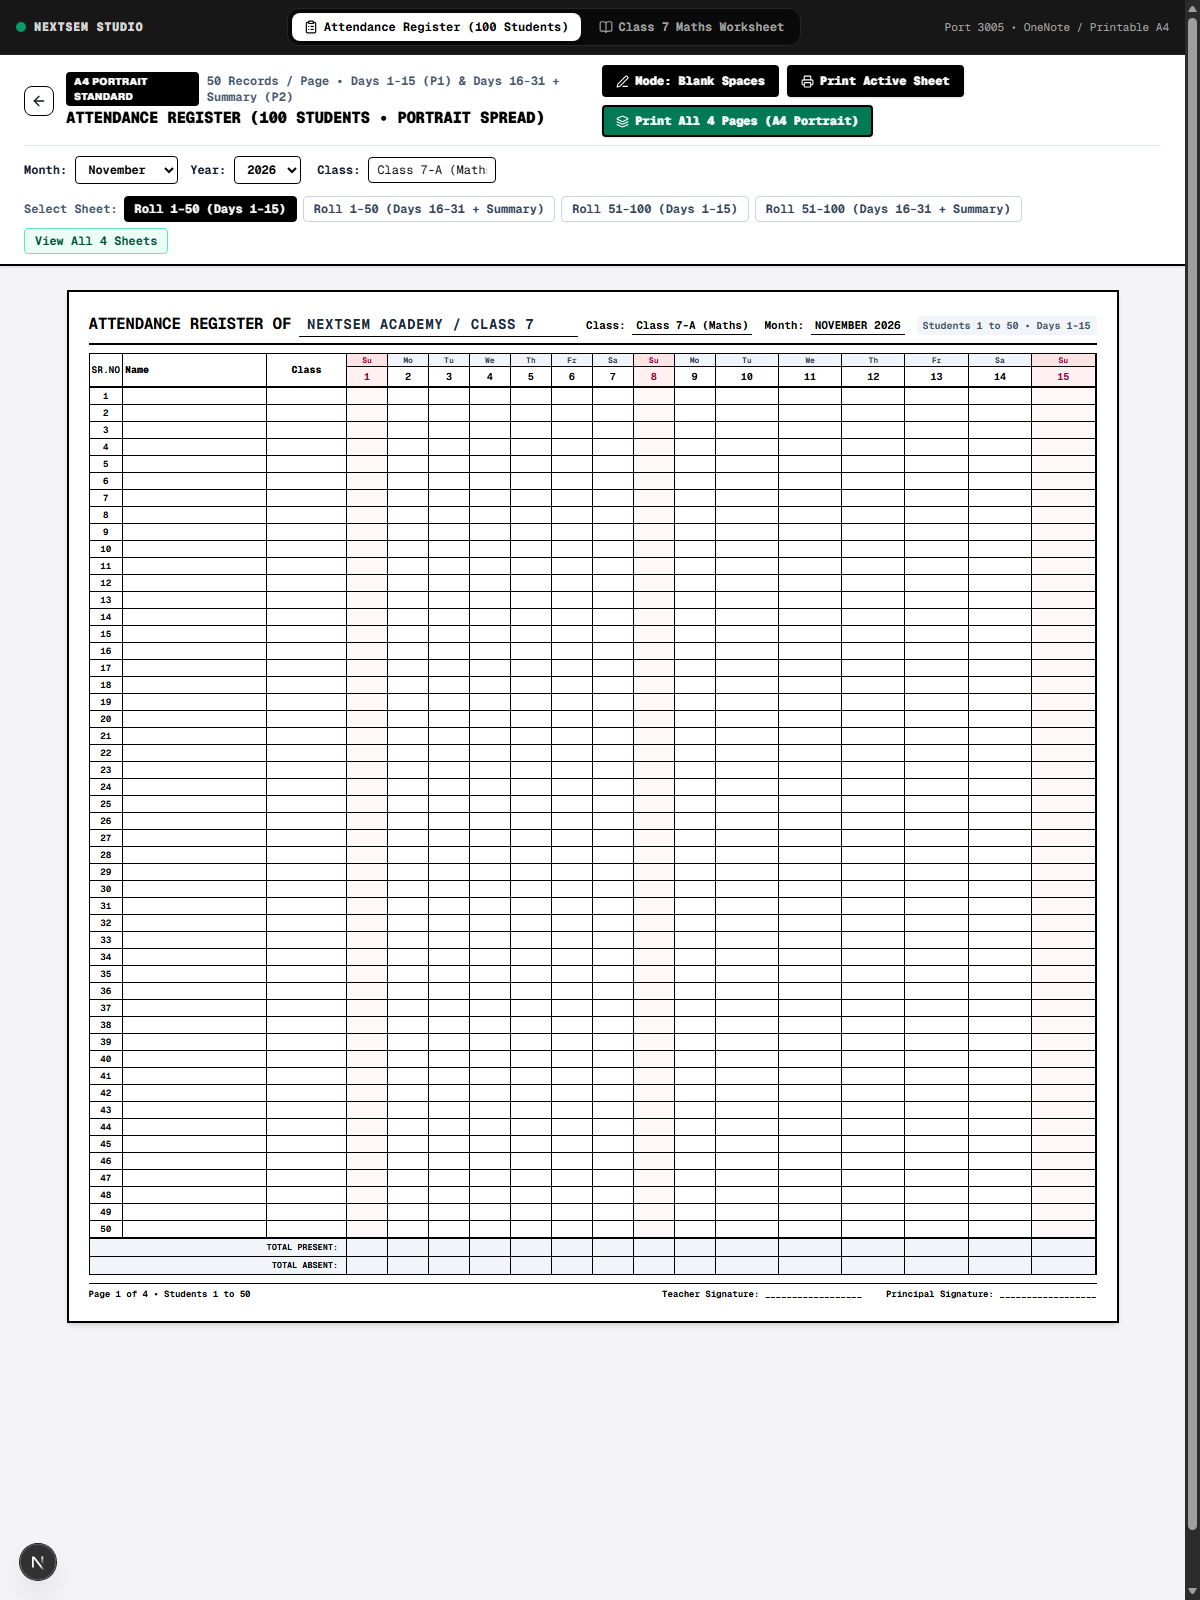 NEXTSEM STUDIO
Attendance Register (100 Students)
Class 7 Maths Worksheet
Port 3005 • OneNote / Printable A4
A4 PORTRAIT STANDARD
50 Records / Page • Days 1-15 (P1) & Days 16-31 + Summary (P2)
ATTENDANCE REGISTER (100 STUDENTS • PORTRAIT SPREAD)
Mode: Blank Spaces
Print Active Sheet
Print All 4 Pages (A4 Portrait)
Month: November Year: 2026 Class: Class 7-A (Maths
Select Sheet: Roll 1-50 (Days 1-15) Roll 1-50 (Days 16-31 + Summary) Roll 51-100 (Days 1-15) Roll 51-100 (Days 16-31 + Summary)
View All 4 Sheets
ATTENDANCE REGISTER OF NEXTSEM ACADEMY / CLASS 7 Class: Class 7-A (Maths) Month: NOVEMBER 2026 Students 1 to 50 • Days 1-15
SR.NO Name Class
Su Mo Tu We Th Fr Sa Su Mo Tu We Th Fr Sa Su
1 2 3 4 5 6 7 8 9 10 11 12 13 14 15
1
2
3
4
5
6
7
8
9
10
11
12
13
14
15
16
17
18
19
20
21
22
23
24
25
26
27
28
29
30
31
32
33
34
35
36
37
38
39
40
41
42
43
44
45
46
47
48
49
50
TOTAL PRESENT:
TOTAL ABSENT:
Page 1 of 4 • Students 1 to 50 Teacher Signature: __________________ Principal Signature: __________________
N